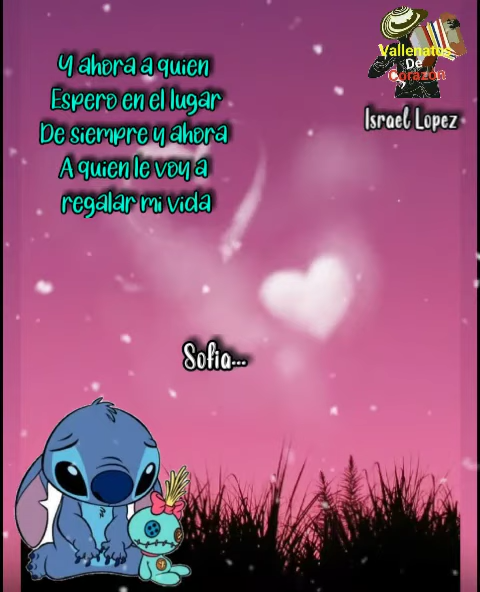 Vallenatos
De
Corazón
Israel Lopez
Y ahora a quien
Espero en el lugar
De siempre y ahora
A quien le voy a
regalar mi vida
Sofia...